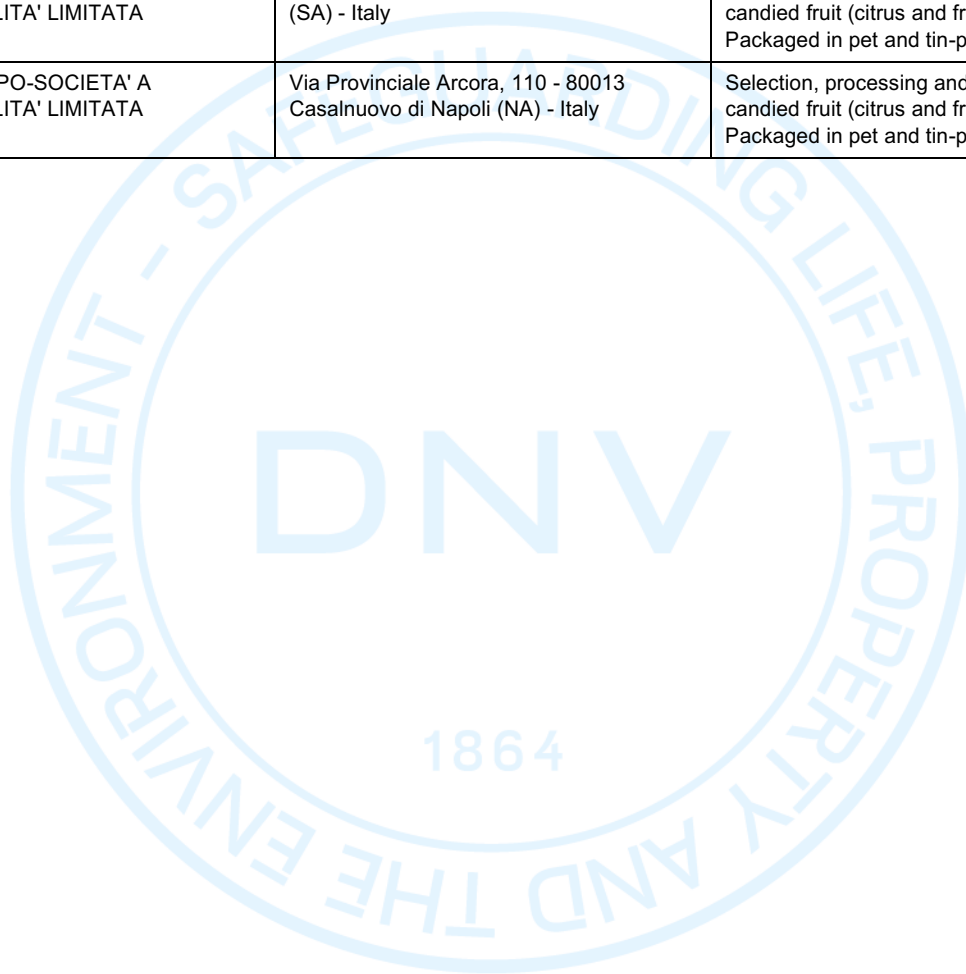 LITA' LIMITATA
(SA) - Italy
candied fruit (citrus and fr
Packaged in pet and tin-p
PO-SOCIETA' A
LITA' LIMITATA
Via Provinciale Arcora, 110 - 80013
Casalnuovo di Napoli (NA) - Italy
Selection, processing and
candied fruit (citrus and fr
Packaged in pet and tin-p
SAFEGUARDING LIFE, PROPERTY AND THE ENVIRONMENT -
DNV
1864